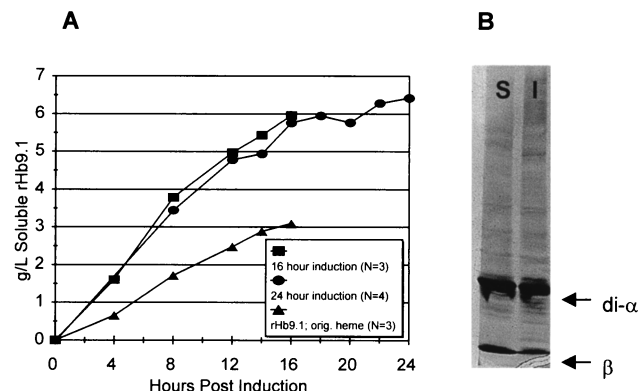 A
B
7
6
5
4
3
2
1
0
g/L Soluble rHb9.1
0 4 8 12 16 20 24
Hours Post Induction
16 hour induction (N=3)
24 hour induction (N=4)
rHb9.1; orig. heme (N=3)
S I
di-α
β